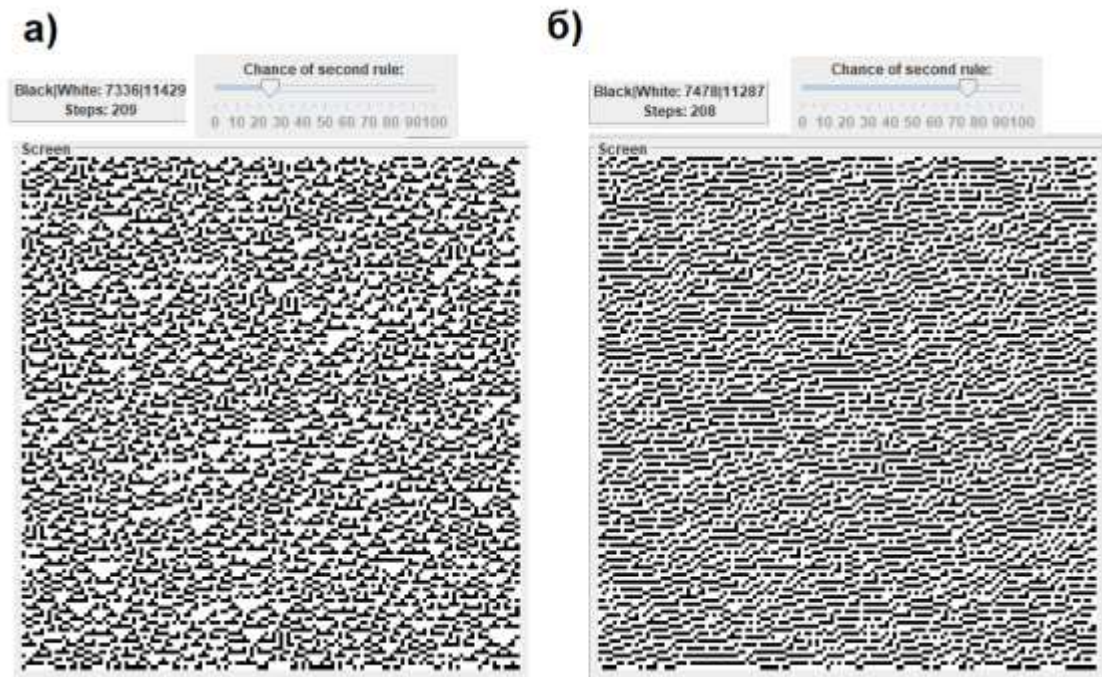 а)
Black|White: 7336|11429
Steps: 209
Chance of second rule:
0 10 20 30 40 50 60 70 80 90100
Screen
б)
Black|White: 7478|11287
Steps: 208
Chance of second rule:
0 10 20 30 40 50 60 70 80 90100
Screen